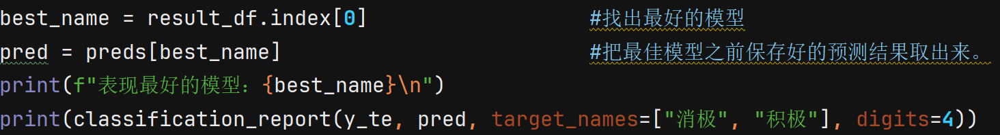 best_name = result_df.index[0] #找出最好的模型
pred = preds[best_name] #把最佳模型之前保存好的预测结果取出来。
print(f"表现最好的模型：{best_name}\n")
print(classification_report(y_te, pred, target_names=["消极", "积极"], digits=4))